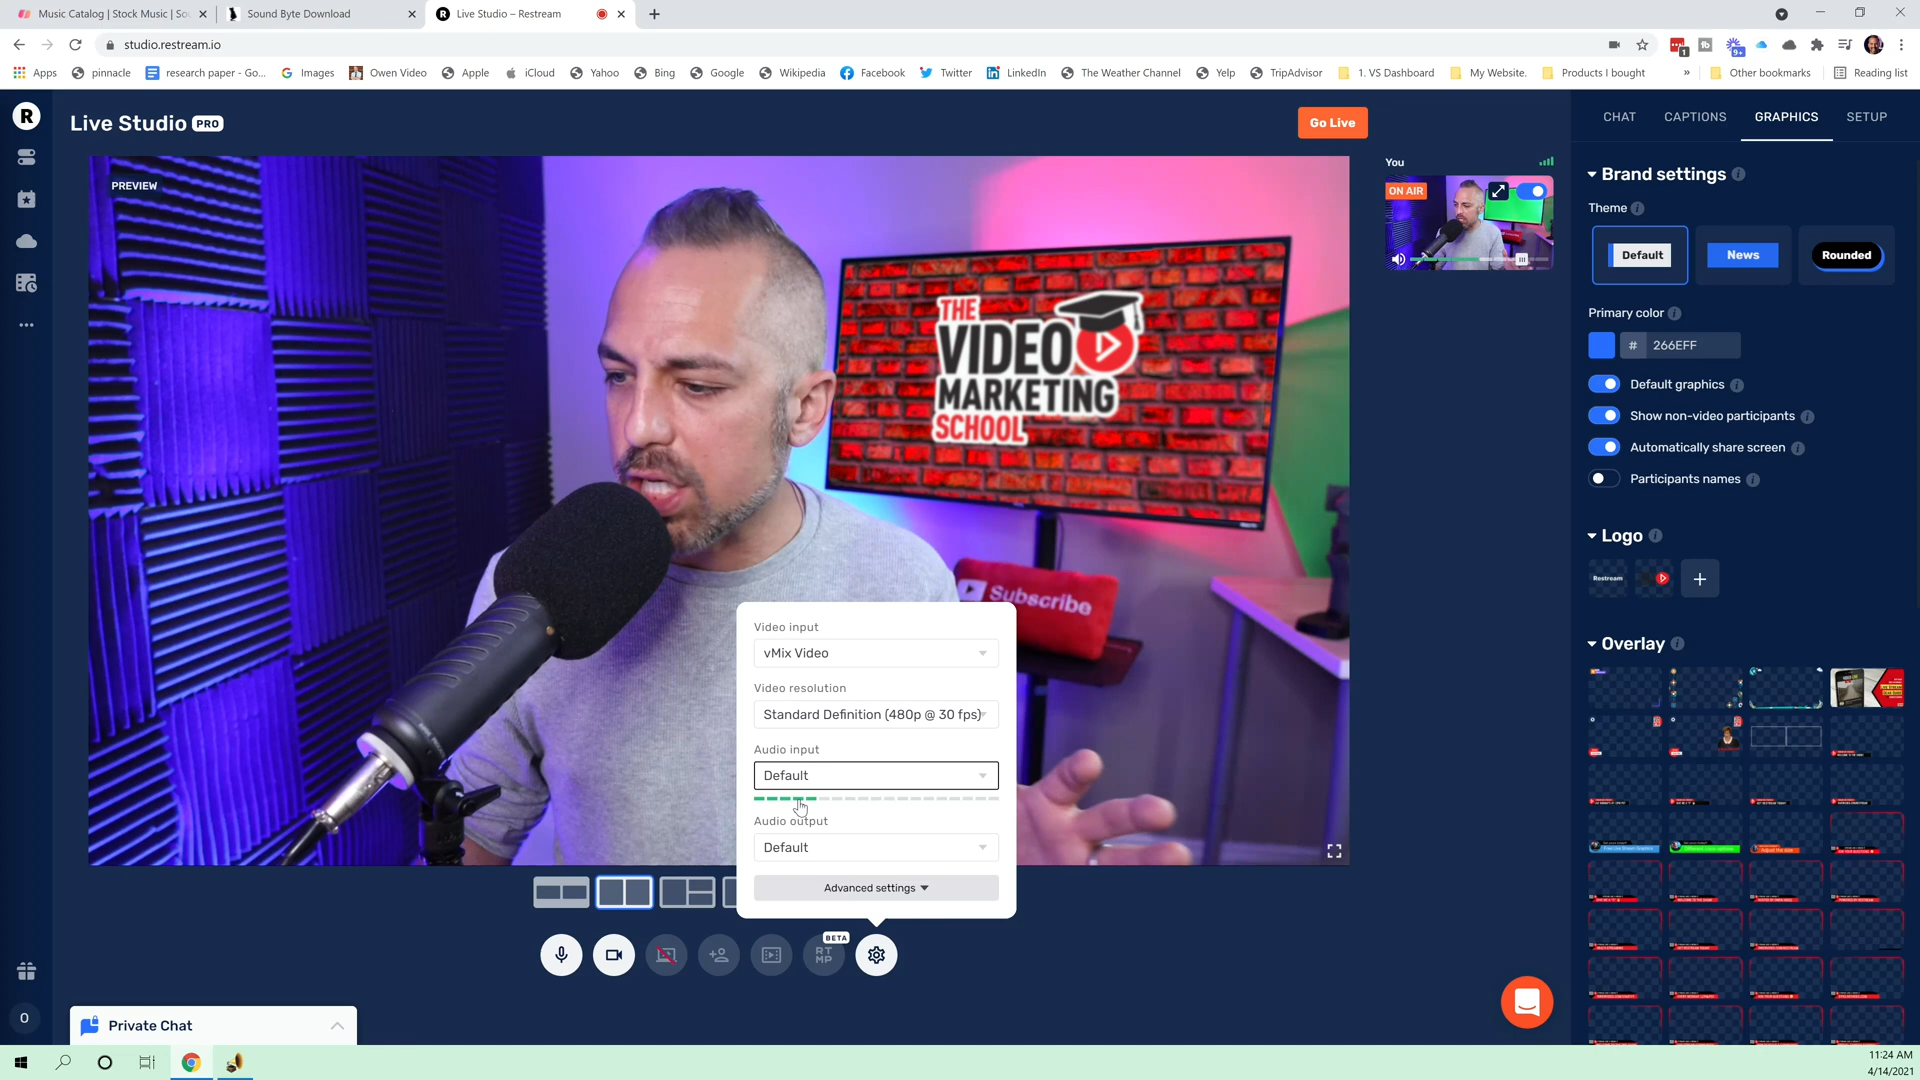 Music Catalog | Stock Music | So
Sound Byte Download
Live Studio – Restream
studio.restream.io
Apps
pinnacle
research paper - Go...
Images
Owen Video
Apple
iCloud
Yahoo
Bing
Google
Wikipedia
Facebook
Twitter
LinkedIn
The Weather Channel
Yelp
TripAdvisor
1. VS Dashboard
My Website.
Products I bought
»
Other bookmarks
Reading list
R
Live Studio PRO
Go Live
CHAT
CAPTIONS
GRAPHICS
SETUP
PREVIEW
You
ON AIR
THE
VIDEO
MARKETING
SCHOOL
Subscribe
Brand settings
Theme
Default
News
Rounded
Primary color
# 266EFF
Default graphics
Show non-video participants
Automatically share screen
Participants names
Logo
Restream
Overlay
Video input
vMix Video
Video resolution
Standard Definition (480p @ 30 fps)
Audio input
Default
Audio output
Default
Advanced settings
BETA
RT
MP
Private Chat
O
11:24 AM
4/14/2021